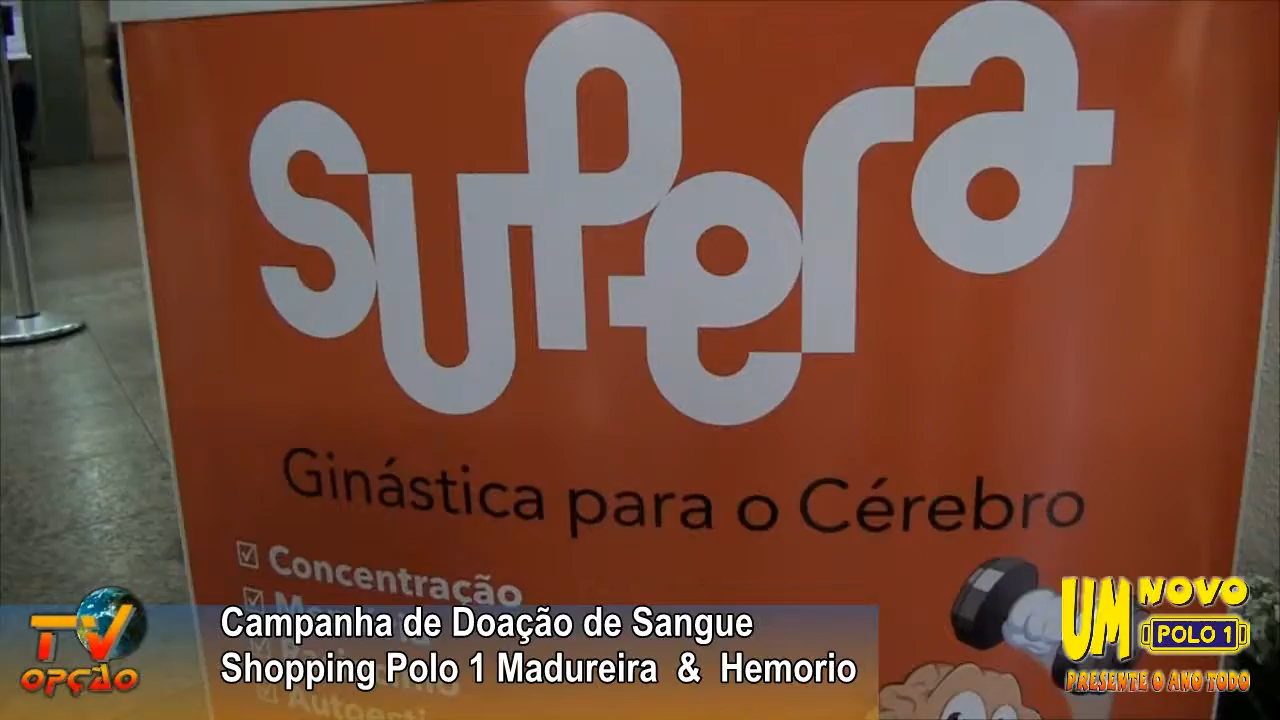 supera
Ginástica para o Cérebro
Concentração
Campanha de Doação de Sangue
Shopping Polo 1 Madureira & Hemorio
TV
OPÇÃO
UM NOVO
POLO 1
PRESENTE O ANO TODO